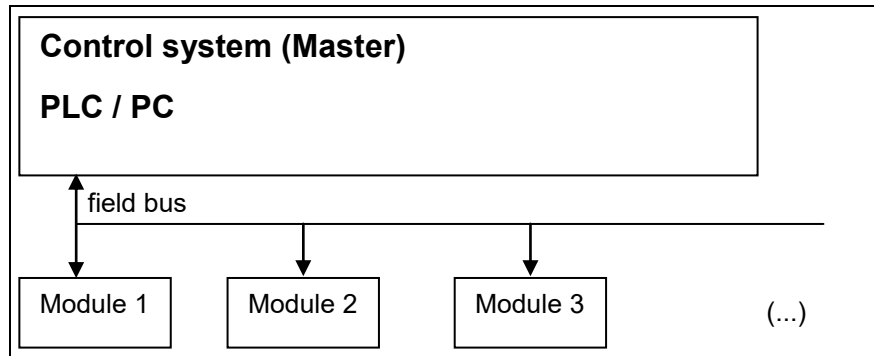 Control system (Master)
PLC / PC
field bus
Module 1
Module 2
Module 3
(...)